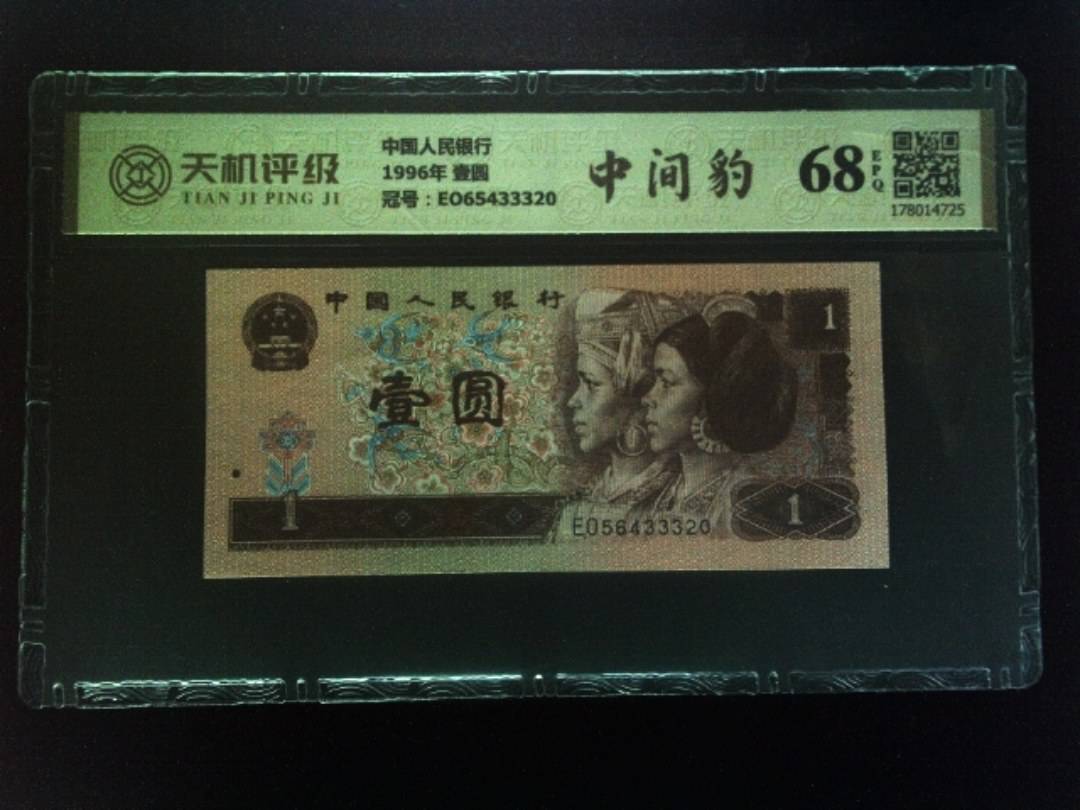 天机评级
TIAN JI PING JI
中国人民银行
1996年 壹圆
冠号：EO65433320
中间豹
68
EPQ
178014725
中国人民银行
1
壹圆
1
EO56433320
1